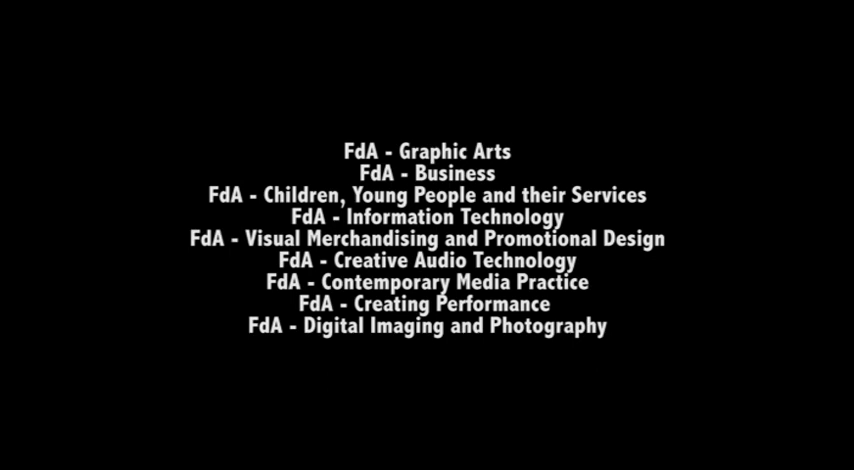 FdA - Graphic Arts
FdA - Business
FdA - Children, Young People and their Services
FdA - Information Technology
FdA - Visual Merchandising and Promotional Design
FdA - Creative Audio Technology
FdA - Contemporary Media Practice
FdA - Creating Performance
FdA - Digital Imaging and Photography